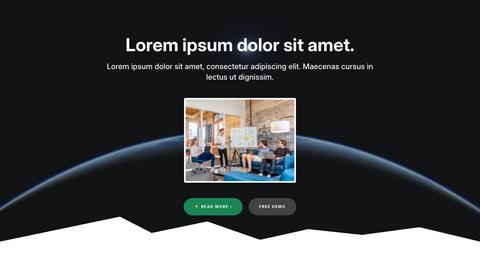 Lorem ipsum dolor sit amet.
Lorem ipsum dolor sit amet, consectetur adipiscing elit. Maecenas cursus in
lectus ut dignissim.
READ MORE ›
FREE DEMO